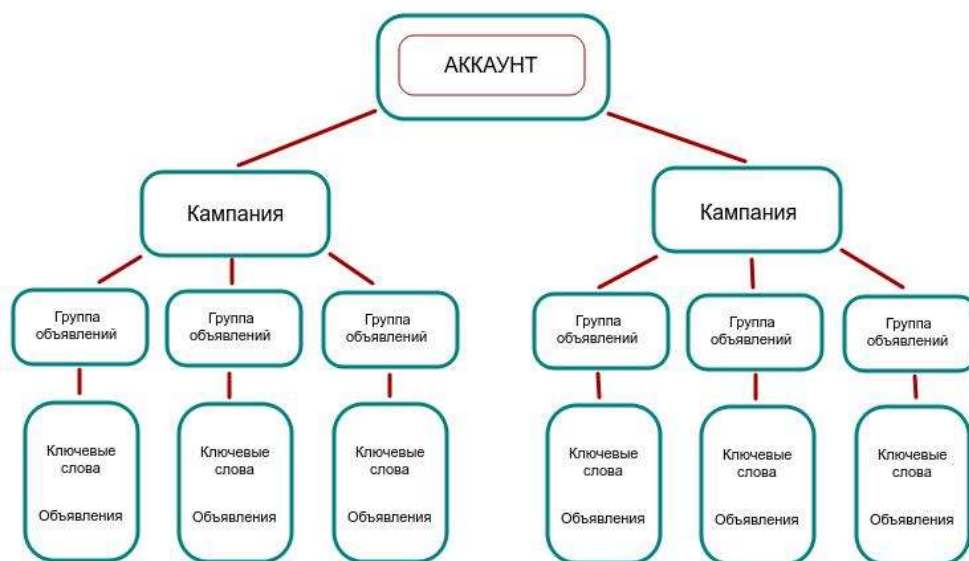 АККАУНТ
Кампания
Кампания
Группа
объявлений
Группа
объявлений
Группа
объявлений
Группа
объявлений
Группа
объявлений
Группа
объявлений
Ключевые
слова
Объявления
Ключевые
слова
Объявления
Ключевые
слова
Объявления
Ключевые
слова
Объявления
Ключевые
слова
Объявления
Ключевые
слова
Объявления